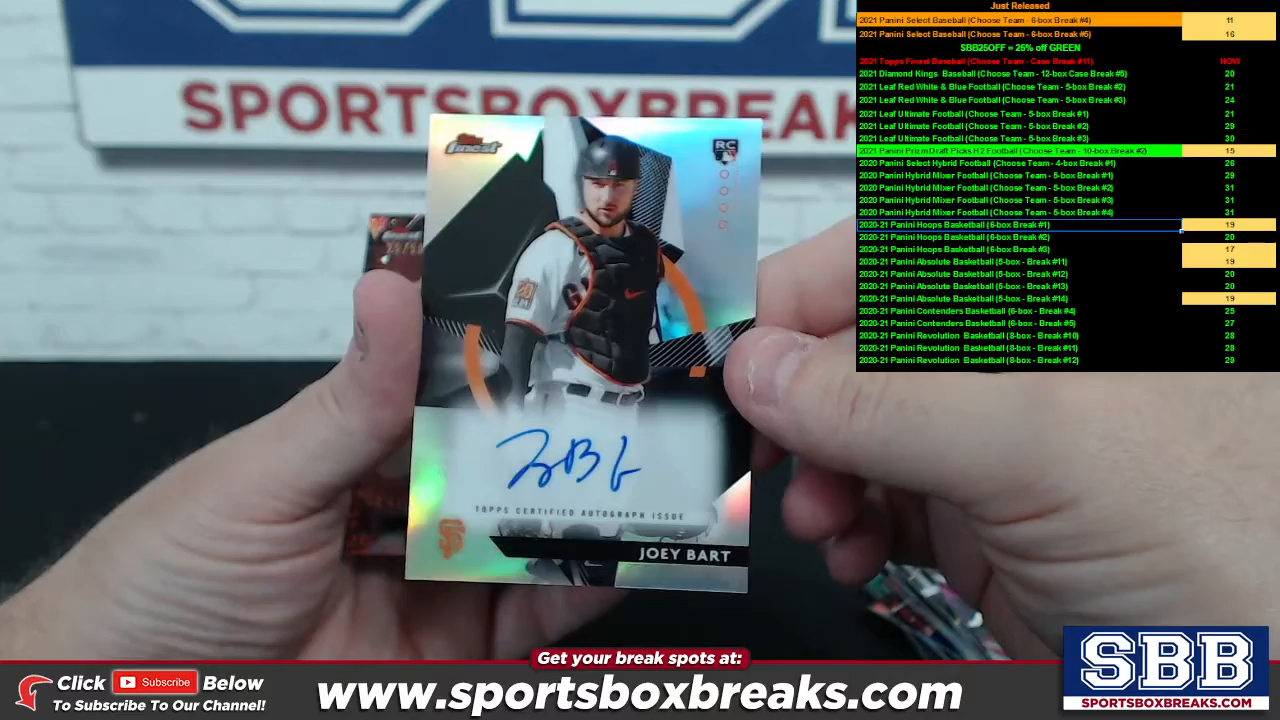 Just Released
2021 Panini Select Baseball (Choose Team - 6-box Break #4) 11
2021 Panini Select Baseball (Choose Team - 6-box Break #5) 16
SBB25OFF = 25% off GREEN
2021 Topps Finest Baseball (Choose Team - Case Break #11) NOW
2021 Diamond Kings Baseball (Choose Team - 12-box Case Break #5) 20
2021 Leaf Red White & Blue Football (Choose Team - 5-box Break #2) 21
2021 Leaf Red White & Blue Football (Choose Team - 5-box Break #3) 24
2021 Leaf Ultimate Football (Choose Team - 5-box Break #1) 21
2021 Leaf Ultimate Football (Choose Team - 5-box Break #2) 29
2021 Leaf Ultimate Football (Choose Team - 5-box Break #3) 30
2021 Panini Prizm Draft Picks H2 Football (Choose Team - 10-box Break #2) 15
2020 Panini Select Hybrid Football (Choose Team - 4-box Break #1) 26
2020 Panini Hybrid Mixer Football (Choose Team - 5-box Break #1) 29
2020 Panini Hybrid Mixer Football (Choose Team - 5-box Break #2) 31
2020 Panini Hybrid Mixer Football (Choose Team - 5-box Break #3) 31
2020 Panini Hybrid Mixer Football (Choose Team - 5-box Break #4) 31
2020-21 Panini Hoops Basketball (6-box Break #1) 19
2020-21 Panini Hoops Basketball (6-box Break #2) 20
2020-21 Panini Hoops Basketball (6-box Break #3) 17
2020-21 Panini Absolute Basketball (5-box - Break #11) 19
2020-21 Panini Absolute Basketball (5-box - Break #12) 20
2020-21 Panini Absolute Basketball (5-box - Break #13) 20
2020-21 Panini Absolute Basketball (5-box - Break #14) 19
2020-21 Panini Contenders Basketball (6-box - Break #4) 25
2020-21 Panini Contenders Basketball (6-box - Break #5) 27
2020-21 Panini Revolution Basketball (8-box - Break #10) 28
2020-21 Panini Revolution Basketball (8-box - Break #11) 28
2020-21 Panini Revolution Basketball (8-box - Break #12) 29
SPORTSBOXBREAK
Topps
finest
RC
TOPPS CERTIFIED AUTOGRAPH ISSUE
SF
JOEY BART
Get your break spots at:
Click Subscribe Below
To Subscribe To Our Channel!
www.sportsboxbreaks.com
SBB
SPORTSBOXBREAKS.COM